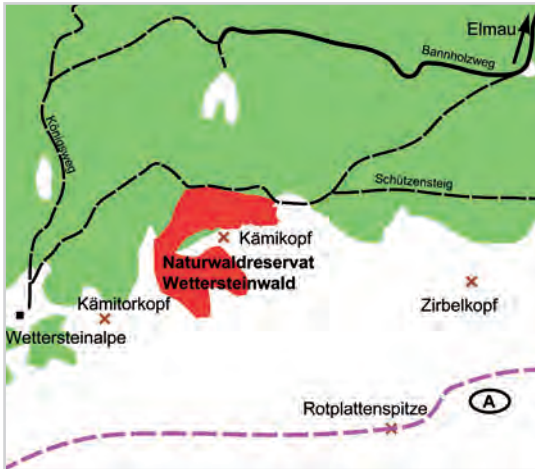 Elmau
Bannholzweg
Königsweg
Schützensteig
Kämikopf
Naturwaldreservat
Wettersteinwald
Kämitorkopf
Zirbelkopf
Wettersteinalpe
Rotplattenspitze
A